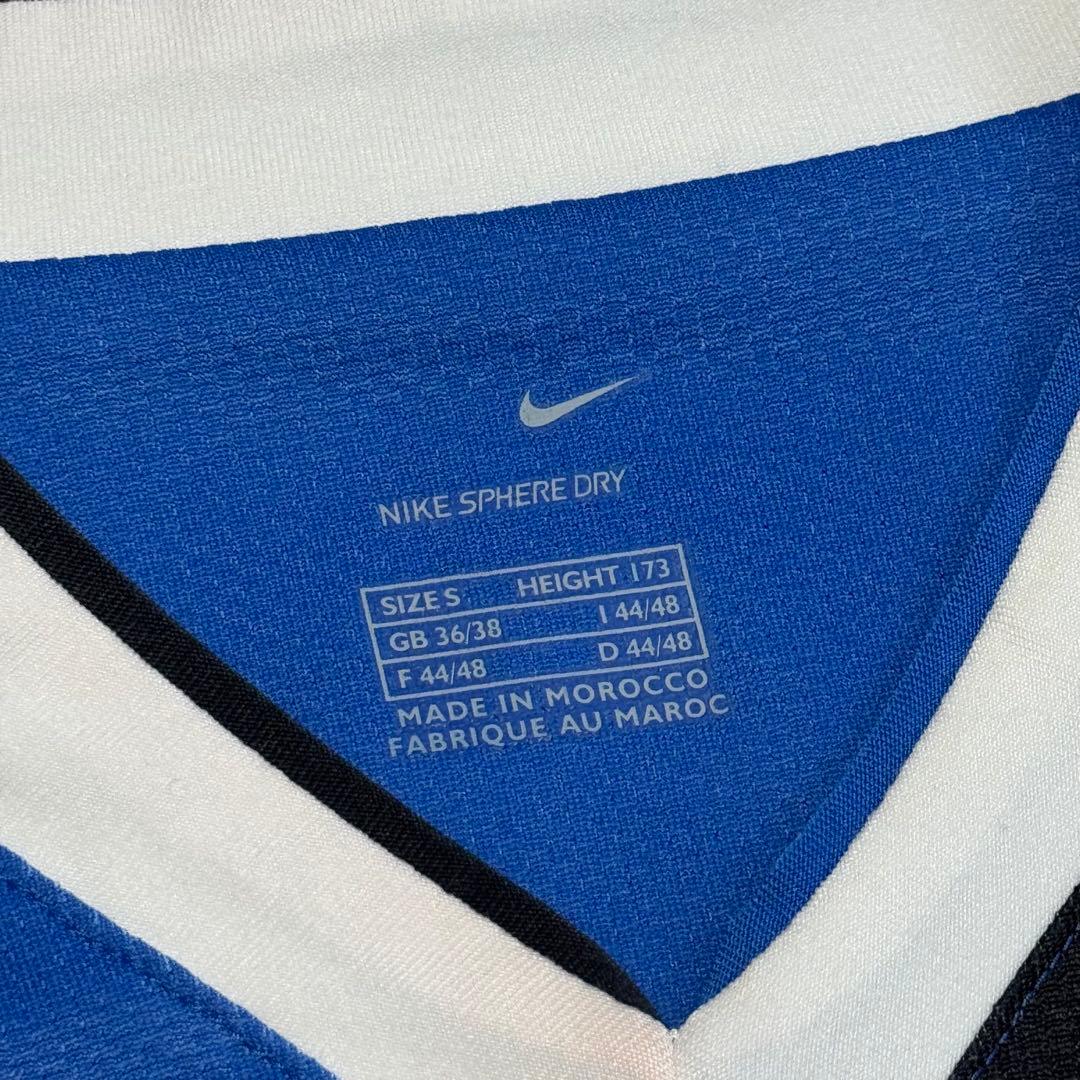 NIKE SPHERE DRY
SIZE S HEIGHT 173
GB 36/38 I 44/48
F 44/48 D 44/48
MADE IN MOROCCO
FABRIQUE AU MAROC